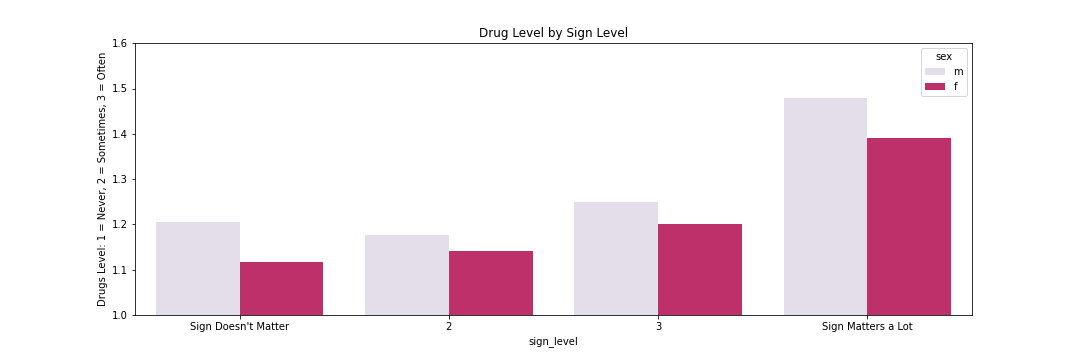 Drug Level by Sign Level
Drugs Level: 1 = Never, 2 = Sometimes, 3 = Often
1.6
1.5
1.4
1.3
1.2
1.1
1.0
sex
m
f
Sign Doesn't Matter
2
3
Sign Matters a Lot
sign_level